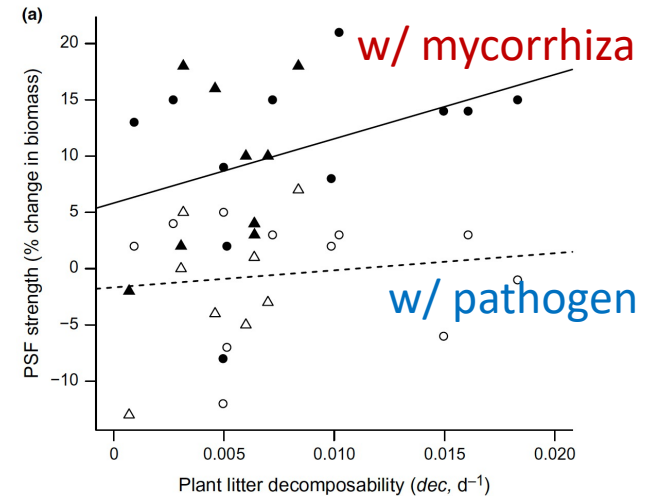 (a)
w/ mycorrhiza
w/ pathogen
PSF strength (% change in biomass)
20
15
10
5
0
−5
−10
0 0.005 0.010 0.015 0.020
Plant litter decomposability (dec, d⁻¹)